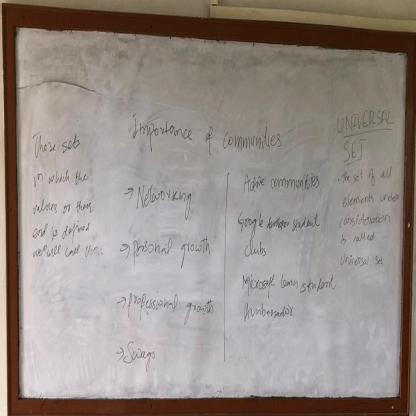 Importance of Communities
Those sets
in which the
values of them
and is defined
we will call
→ Networking
→ Personal growth
→ Professional growth
→ Swags
Active communities
Google developer student
clubs
Microsoft learn student
Ambassador
UNIVERSAL
SET
The set of all
elements under
consideration
is called
Universal set